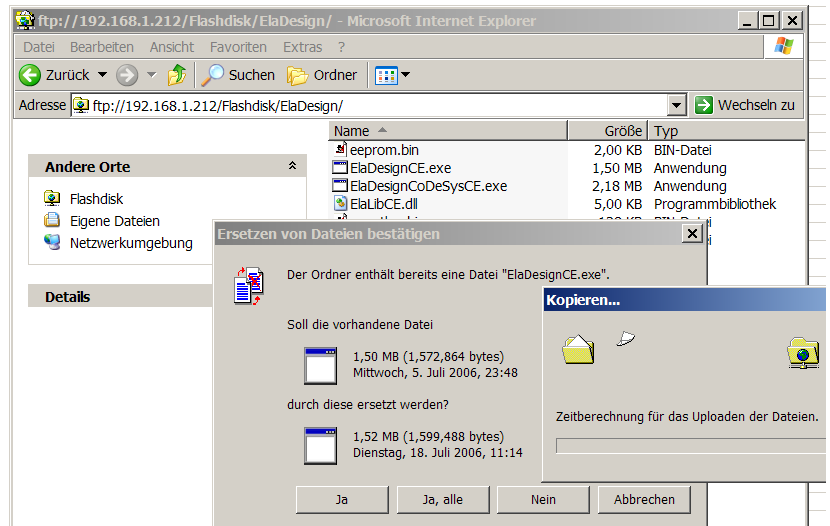 ftp://192.168.1.212/Flashdisk/ElaDesign/ - Microsoft Internet Explorer
Datei Bearbeiten Ansicht Favoriten Extras ?
Zurück Suchen Ordner
Adresse ftp://192.168.1.212/Flashdisk/ElaDesign/ Wechseln zu
Name Größe Typ
eeprom.bin 2,00 KB BIN-Datei
ElaDesignCE.exe 1,50 MB Anwendung
ElaDesignCoDeSysCE.exe 2,18 MB Anwendung
ElaLibCE.dll 5,00 KB Programmbibliothek
Andere Orte
Flashdisk
Eigene Dateien
Netzwerkumgebung
Details
Ersetzen von Dateien bestätigen
Der Ordner enthält bereits eine Datei "ElaDesignCE.exe".
Soll die vorhandene Datei
1,50 MB (1,572,864 bytes)
Mittwoch, 5. Juli 2006, 23:48
durch diese ersetzt werden?
1,52 MB (1,599,488 bytes)
Dienstag, 18. Juli 2006, 11:14
Ja Ja, alle Nein Abbrechen
Kopieren...
Zeitberechnung für das Uploaden der Dateien.